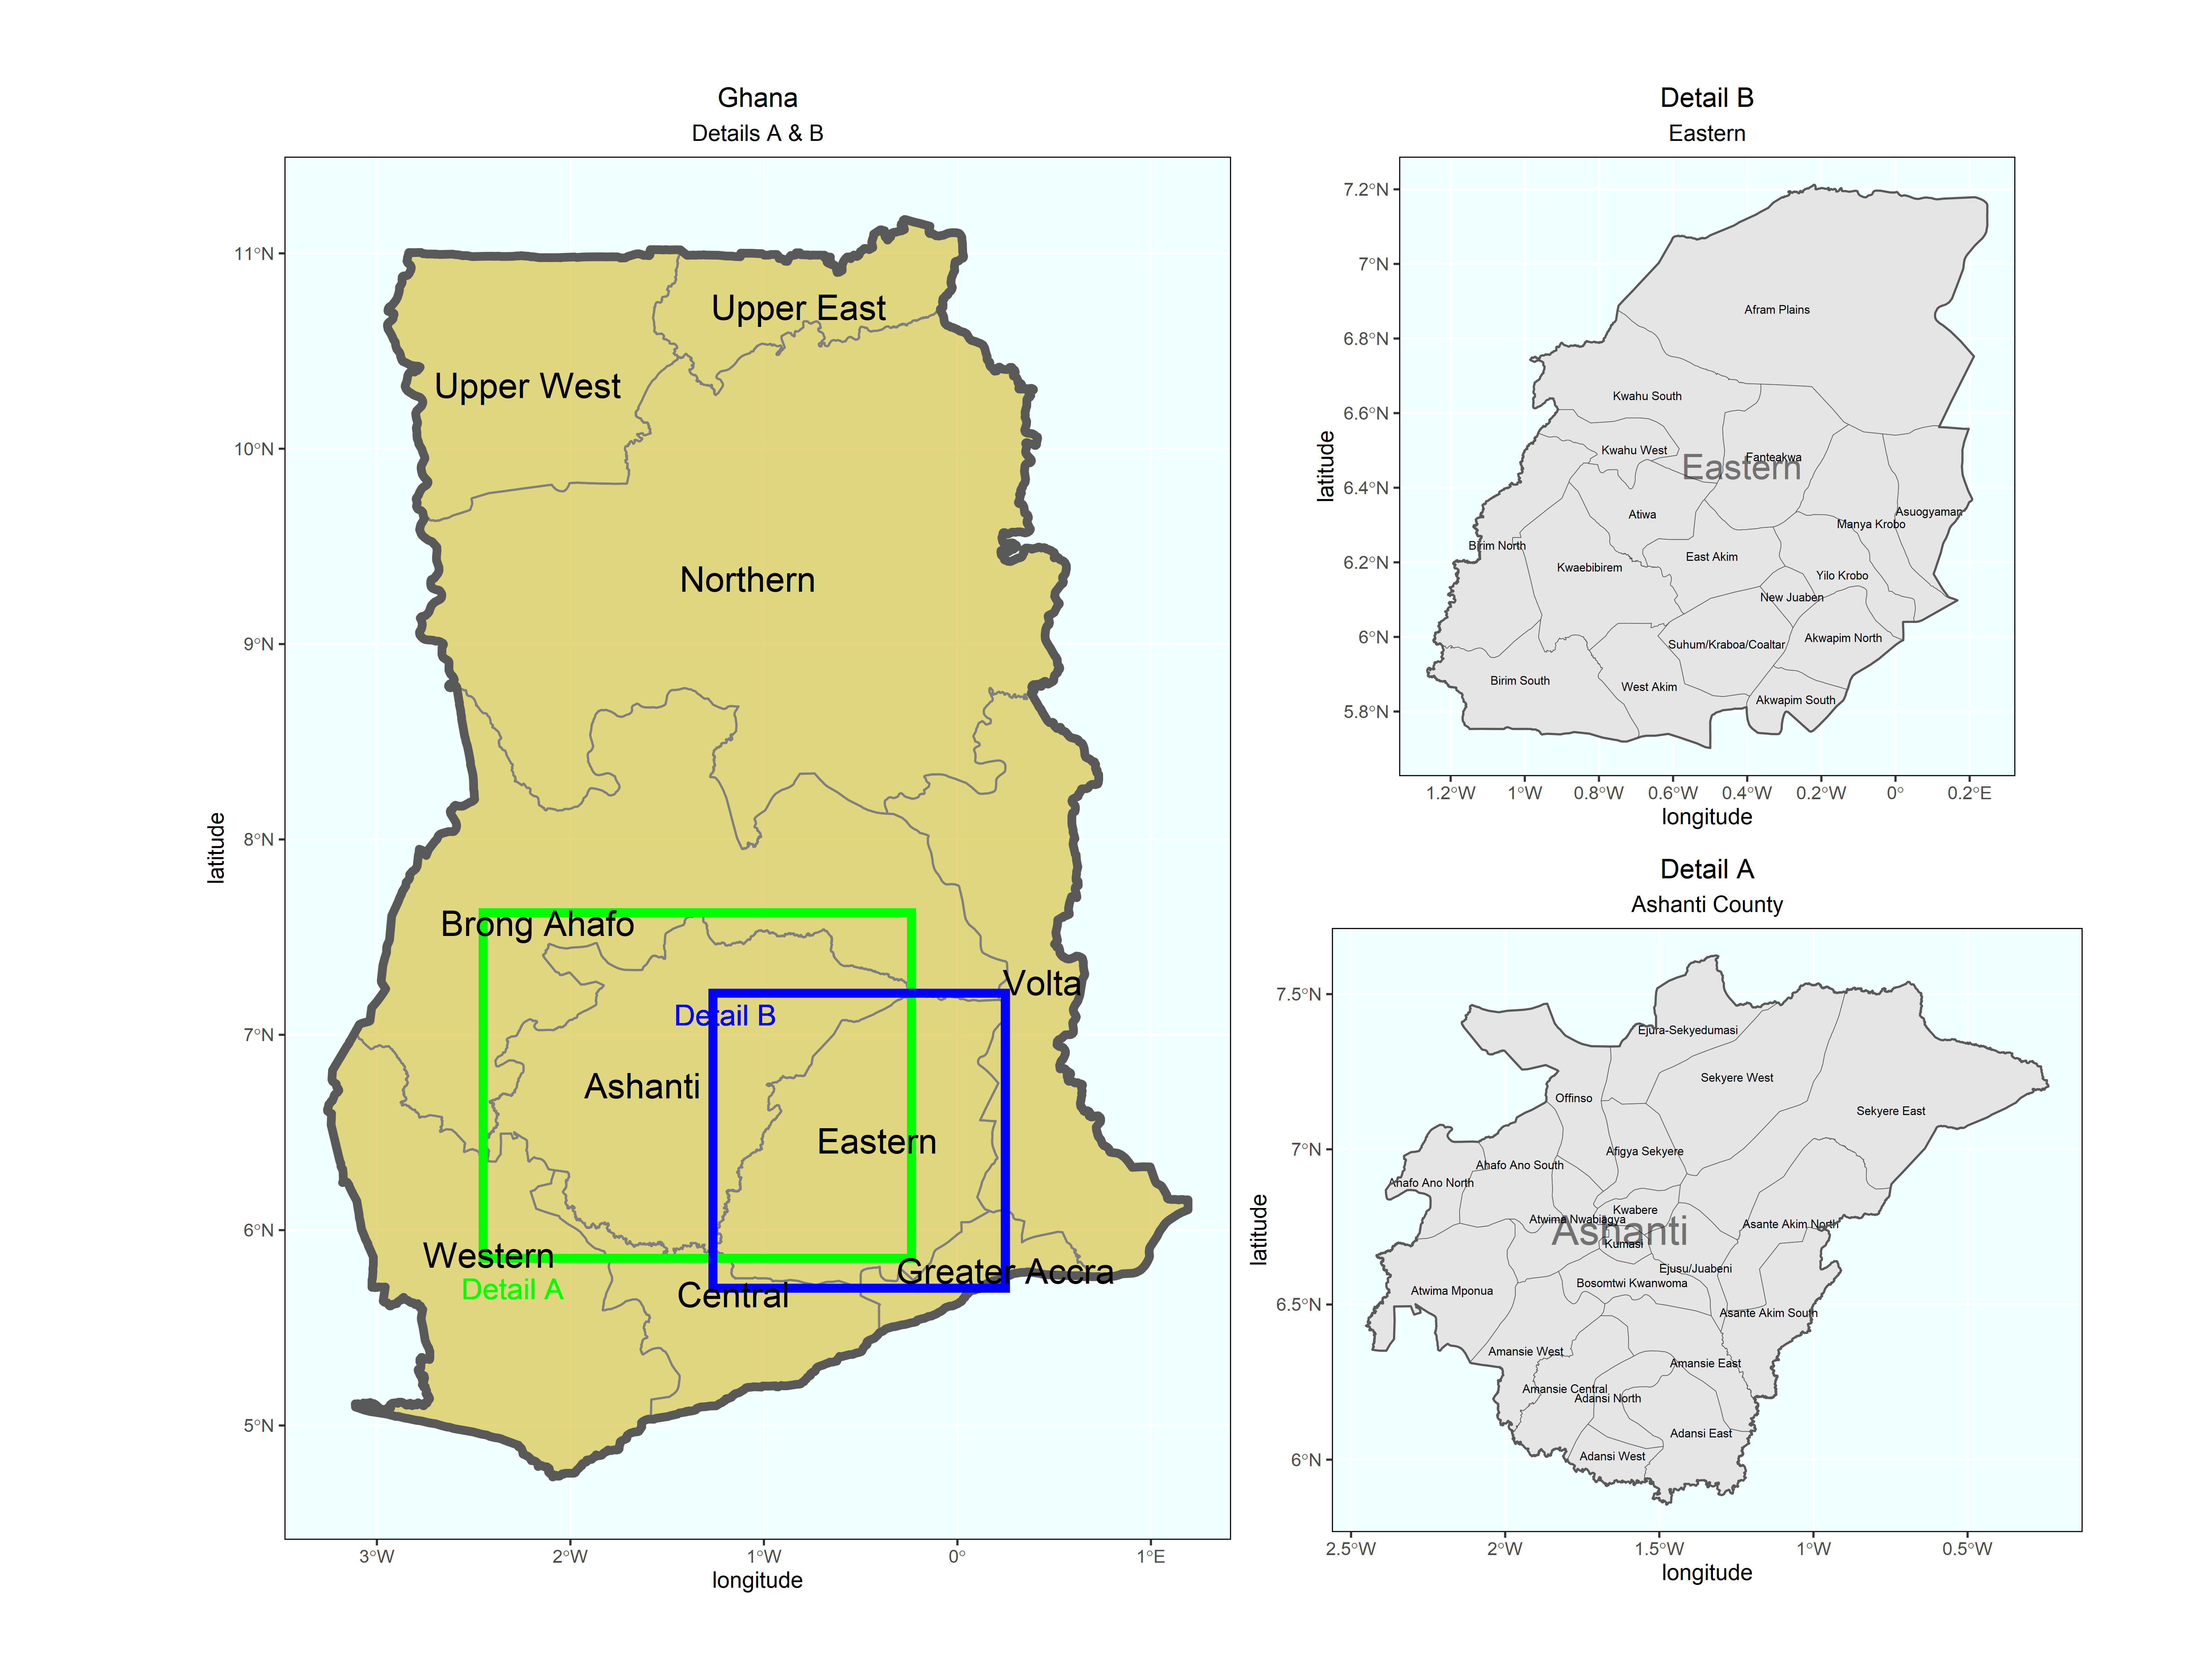 Ghana
Details A & B
latitude
11°N
10°N
9°N
8°N
7°N
6°N
5°N
Upper East
Upper West
Northern
Brong Ahafo
Volta
Detail B
Ashanti
Eastern
Western
Greater Accra
Detail A
Central
3°W 2°W 1°W 0° 1°E
longitude
Detail B
Eastern
latitude
7.2°N
7°N
6.8°N
6.6°N
6.4°N
6.2°N
6°N
5.8°N
Afram Plains
Kwahu South
Kwahu West
Fanteakwa
Eastern
Asuogyaman
Atiwa
Manya Krobo
Birim North
East Akim
Kwaebibirem
Yilo Krobo
New Juaben
Akwapim North
Suhum/Kraboa/Coaltar
Birim South
West Akim
Akwapim South
1.2°W 1°W 0.8°W 0.6°W 0.4°W 0.2°W 0° 0.2°E
longitude
Detail A
Ashanti County
latitude
7.5°N
7°N
6.5°N
6°N
Ejura-Sekyedumasi
Sekyere West
Offinso
Sekyere East
Afigya Sekyere
Ahafo Ano South
Ahafo Ano North
Kwabere
Atwima Nwabiagya
Asante Akim North
Ashanti
Kumasi
Ejusu/Juabeni
Bosomtwi Kwanwoma
Atwima Mponua
Asante Akim South
Amansie West
Amansie East
Amansie Central
Adansi North
Adansi East
Adansi West
2.5°W 2°W 1.5°W 1°W 0.5°W
longitude